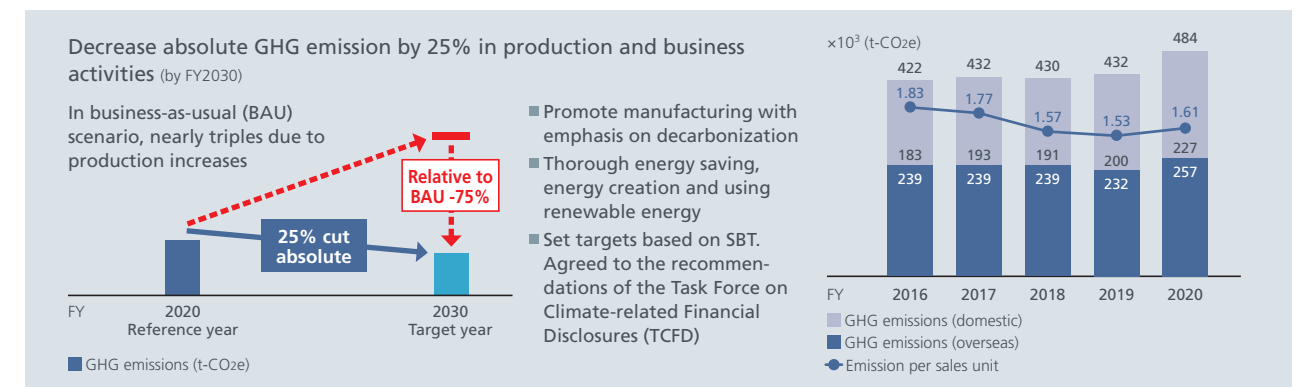 Decrease absolute GHG emission by 25% in production and business
activities (by FY2030)
In business-as-usual (BAU)
scenario, nearly triples due to
production increases
Relative to
BAU -75%
25% cut
absolute
FY
2020
Reference year
2030
Target year
GHG emissions (t-CO2e)
Promote manufacturing with
emphasis on decarbonization
Thorough energy saving,
energy creation and using
renewable energy
Set targets based on SBT.
Agreed to the recommen-
dations of the Task Force on
Climate-related Financial
Disclosures (TCFD)
×10³ (t-CO2e)
422 432 430 432 484
1.83 1.77 1.57 1.53 1.61
183 193 191 200 227
239 239 239 232 257
FY 2016 2017 2018 2019 2020
GHG emissions (domestic)
GHG emissions (overseas)
Emission per sales unit